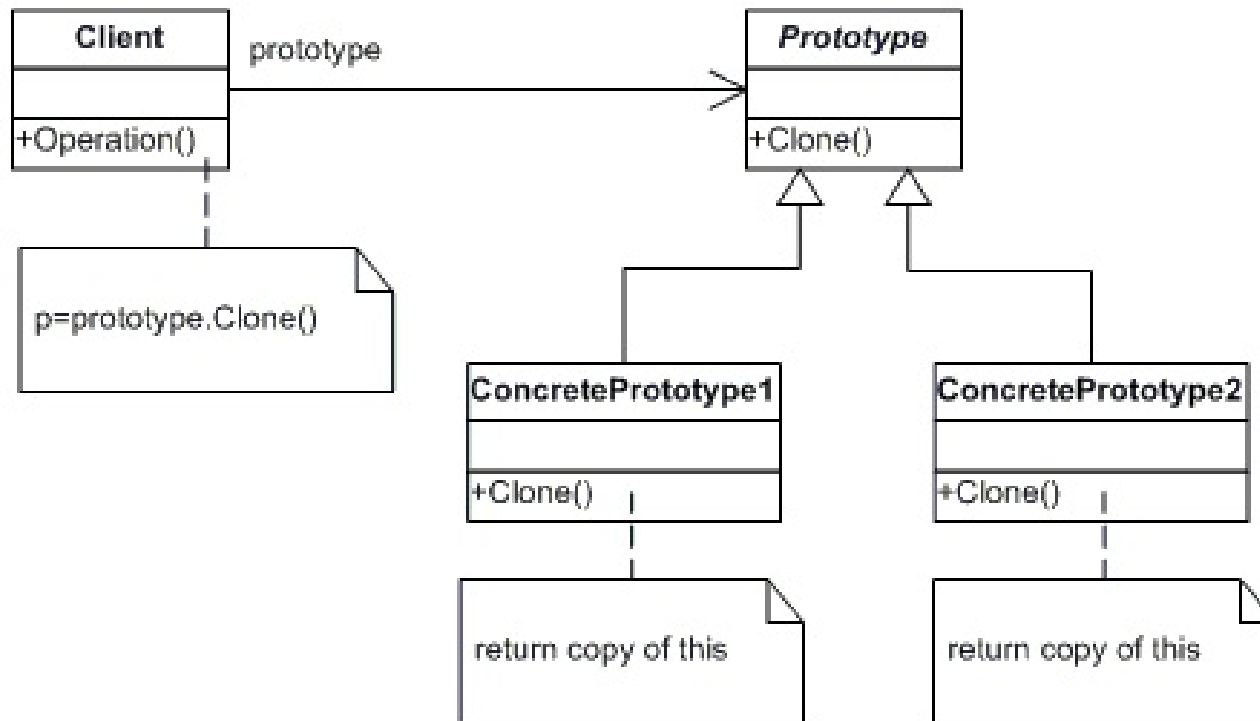 Client
prototype
Prototype
+Operation()
+Clone()
p=prototype.Clone()
ConcretePrototype1
ConcretePrototype2
+Clone()
+Clone()
return copy of this
return copy of this